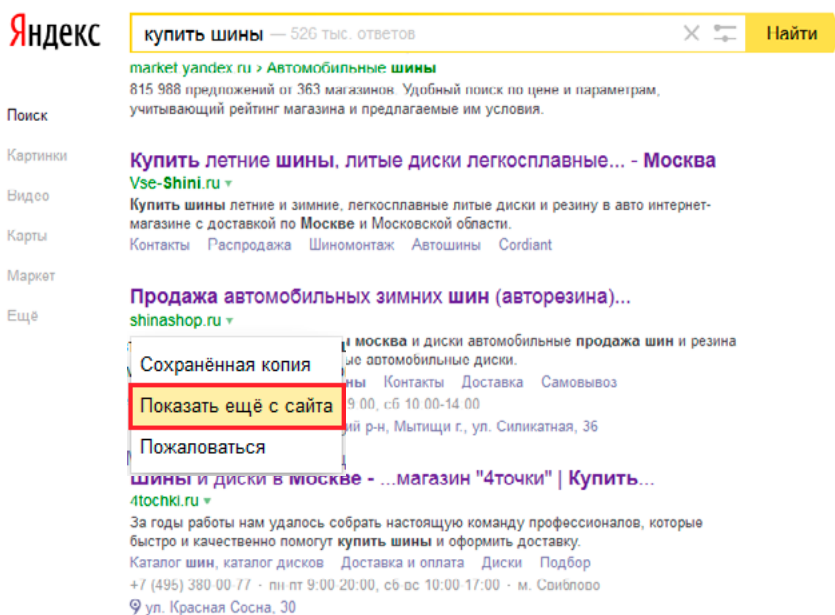 Яндекс
купить шины — 526 тыс. ответов
Найти
Поиск
Картинки
Видео
Карты
Маркет
Ещё
market.yandex.ru › Автомобильные шины
815 988 предложений от 363 магазинов. Удобный поиск по цене и параметрам,
учитывающий рейтинг магазина и предлагаемые им условия.
Купить летние шины, литые диски легкосплавные... - Москва
Vse-Shini.ru
Купить шины летние и зимние, легкосплавные литые диски и резину в авто интернет-
магазине с доставкой по Москве и Московской области.
Контакты Распродажа Шиномонтаж Автошины Cordiant
Продажа автомобильных зимних шин (авторезина)...
shinashop.ru
москва и диски автомобильные продажа шин и резина
автомобильные диски.
Контакты Доставка Самовывоз
9:00, сб 10:00-14:00
р-н, Мытищи г., ул. Силикатная, 36
Сохранённая копия
Показать ещё с сайта
Пожаловаться
Шины и диски в Москве - ...магазин "4точки" | Купить...
4tochki.ru
За годы работы нам удалось собрать настоящую команду профессионалов, которые
быстро и качественно помогут купить шины и оформить доставку.
Каталог шин, каталог дисков Доставка и оплата Диски Подбор
+7 (495) 380-00-77 - пн-пт 9:00-20:00, сб-вс 10:00-17:00 - м. Свиблово
ул. Красная Сосна, 30